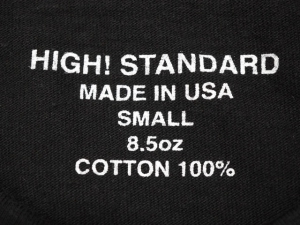 HIGH! STANDARD
MADE IN USA
SMALL
8.5oz
COTTON 100%